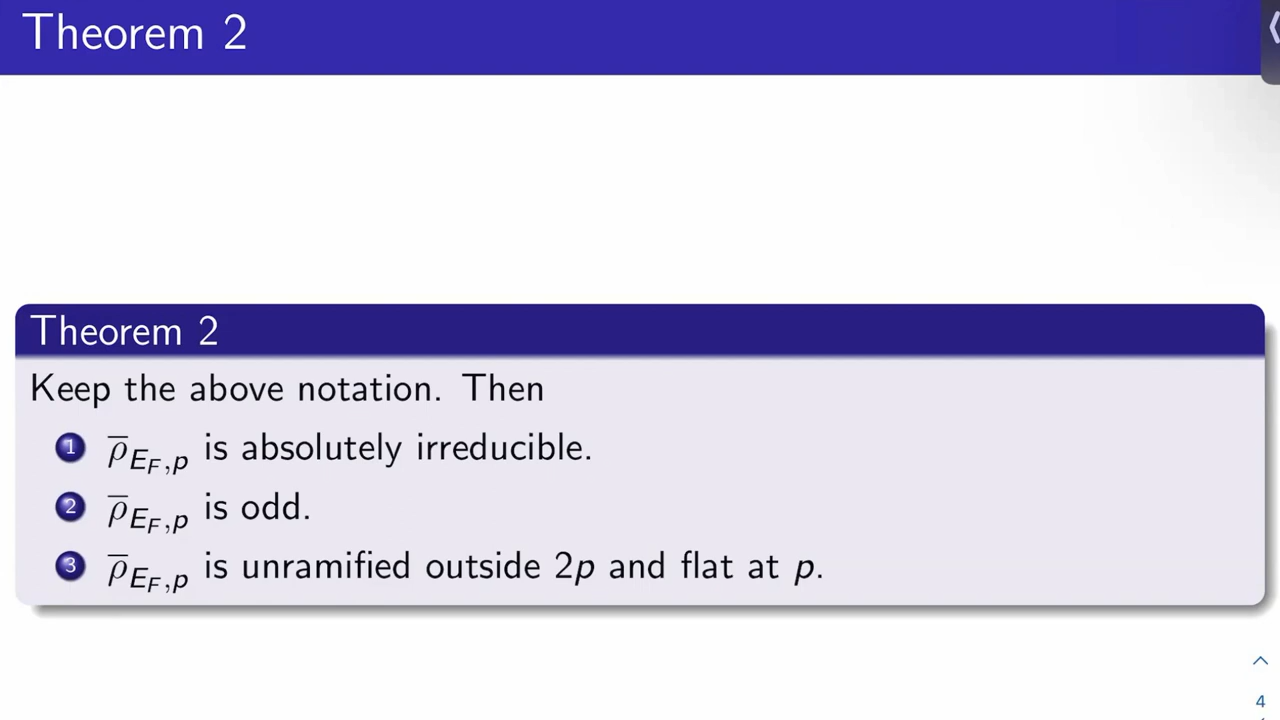 Theorem 2
Theorem 2
Keep the above notation. Then
1 ρ̅_{E_F,p} is absolutely irreducible.
2 ρ̅_{E_F,p} is odd.
3 ρ̅_{E_F,p} is unramified outside 2p and flat at p.
4